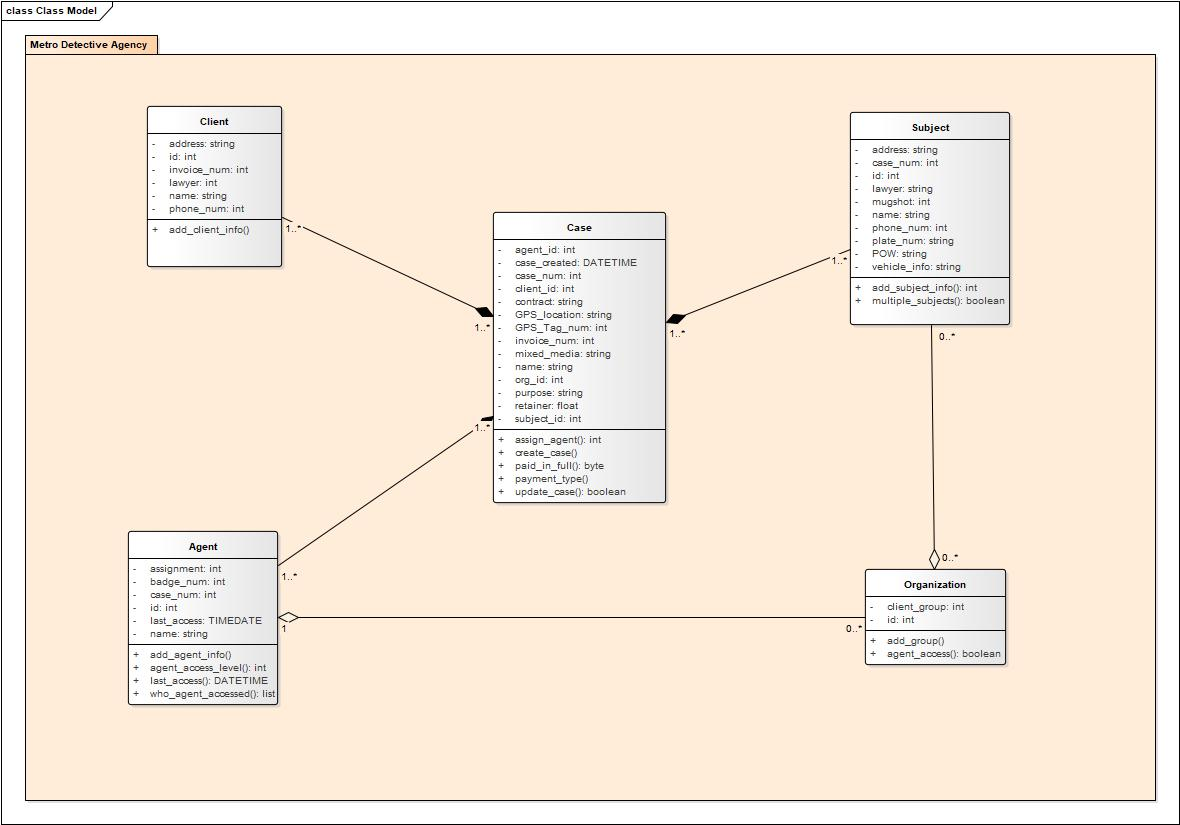 class Class Model
Metro Detective Agency
Client
- address: string
- id: int
- invoice_num: int
- lawyer: int
- name: string
- phone_num: int
+ add_client_info()
1..*
Subject
- address: string
- case_num: int
- id: int
- lawyer: string
- mugshot: int
- name: string
- phone_num: int
- plate_num: string
- POW: string
- vehicle_info: string
+ add_subject_info(): int
+ multiple_subjects(): boolean
1..*
0..*
Case
- agent_id: int
- case_created: DATETIME
- case_num: int
- client_id: int
- contract: string
- GPS_location: string
- GPS_Tag_num: int
- invoice_num: int
- mixed_media: string
- name: string
- org_id: int
- purpose: string
- retainer: float
- subject_id: int
+ assign_agent(): int
+ create_case()
+ paid_in_full(): byte
+ payment_type()
+ update_case(): boolean
1..*
1..*
1..*
Agent
- assignment: int
- badge_num: int
- case_num: int
- id: int
- last_access: TIMEDATE
- name: string
+ add_agent_info()
+ agent_access_level(): int
+ last_access(): DATETIME
+ who_agent_accessed(): list
1..*
1
Organization
- client_group: int
- id: int
+ add_group()
+ agent_access(): boolean
0..*
0..*